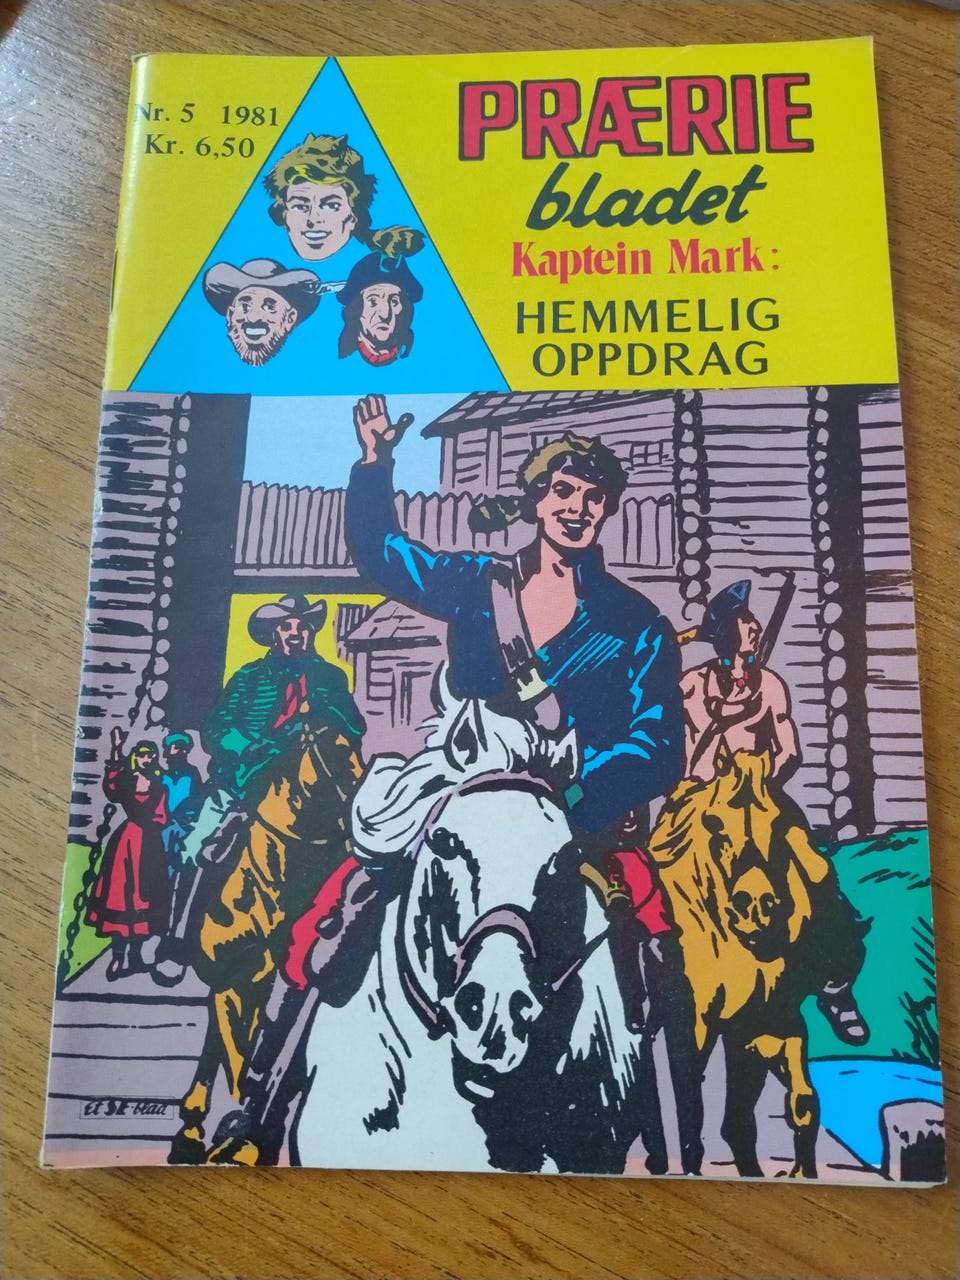 Nr. 5 1981
Kr. 6,50
PRÆRIE
bladet
Kaptein Mark:
HEMMELIG
OPPDRAG
et SE-blad